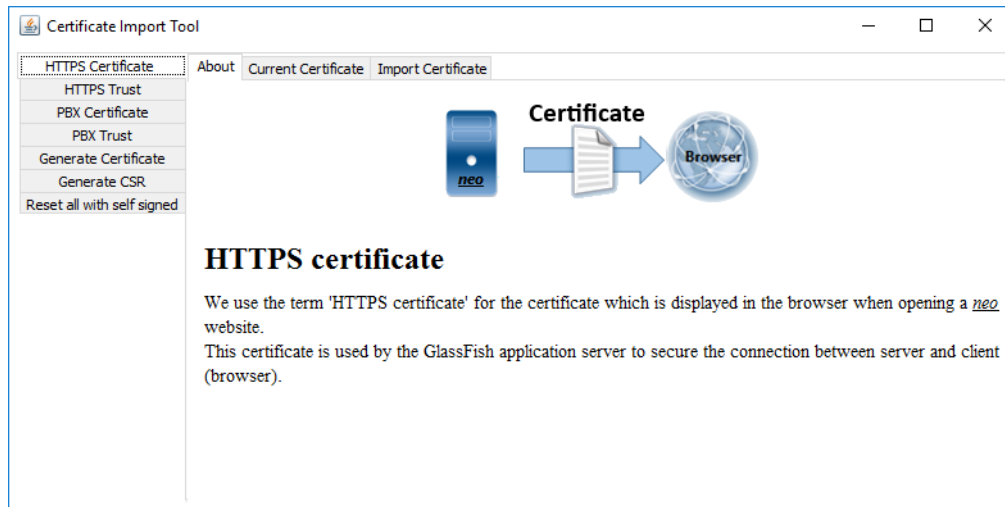 Certificate Import Tool
HTTPS Certificate
HTTPS Trust
PBX Certificate
PBX Trust
Generate Certificate
Generate CSR
Reset all with self signed
About Current Certificate Import Certificate
Certificate
neo
Browser
HTTPS certificate
We use the term 'HTTPS certificate' for the certificate which is displayed in the browser when opening a neo
website.
This certificate is used by the GlassFish application server to secure the connection between server and client
(browser).